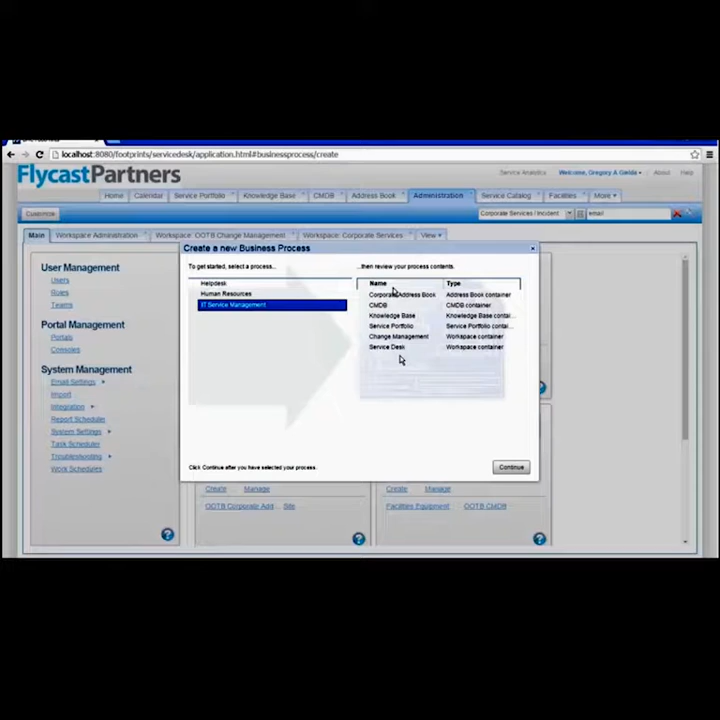 localhost:8080/footprints/servicedesk/application.html#businessprocess/create
FlycastPartners
Service Analytics Welcome, Gregory A Gielda About Help
Home Calendar Service Portfolio Knowledge Base CMDB Address Book Administration Service Catalog Facilities More
Customize
Corporate Services / Incident email
Main Workspace Administration Workspace: OOTB Change Management Workspace: Corporate Services View
Create a new Business Process
User Management
Users
Roles
Teams
Portal Management
Portals
Consoles
System Management
Email Settings
Import
Integration
Report Scheduler
System Settings
Task Scheduler
Troubleshooting
Work Schedules
To get started, select a process...
Helpdesk
Human Resources
IT Service Management
...then review your process contents.
Name Type
Corporate Address Book Address Book container
CMDB CMDB container
Knowledge Base Knowledge Base contai...
Service Portfolio Service Portfolio contai...
Change Management Workspace container
Service Desk Workspace container
Click Continue after you have selected your process.
Continue
Create Manage
OOTB Corporate Add Site
Create Manage
Facilities Equipment OOTB CMDB